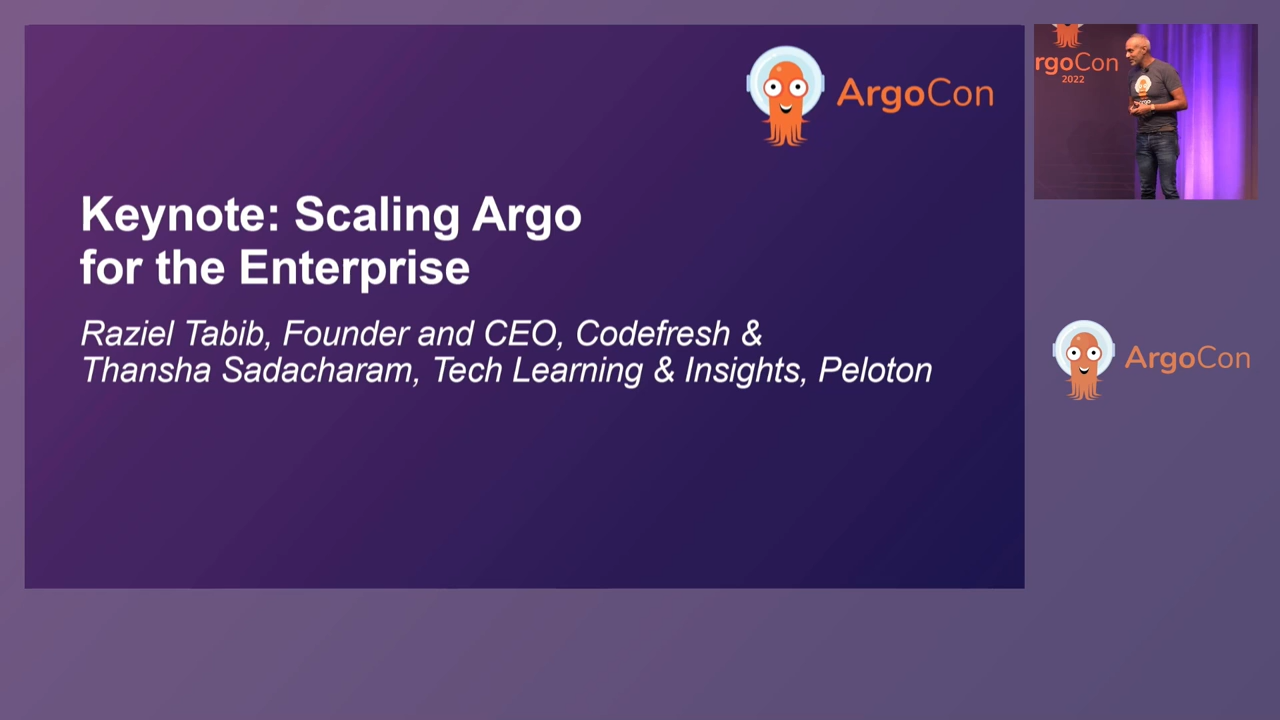 ArgoCon
Keynote: Scaling Argo
for the Enterprise
Raziel Tabib, Founder and CEO, Codefresh &
Thansha Sadacharam, Tech Learning & Insights, Peloton
rgoCon
2022
argo
ArgoCon